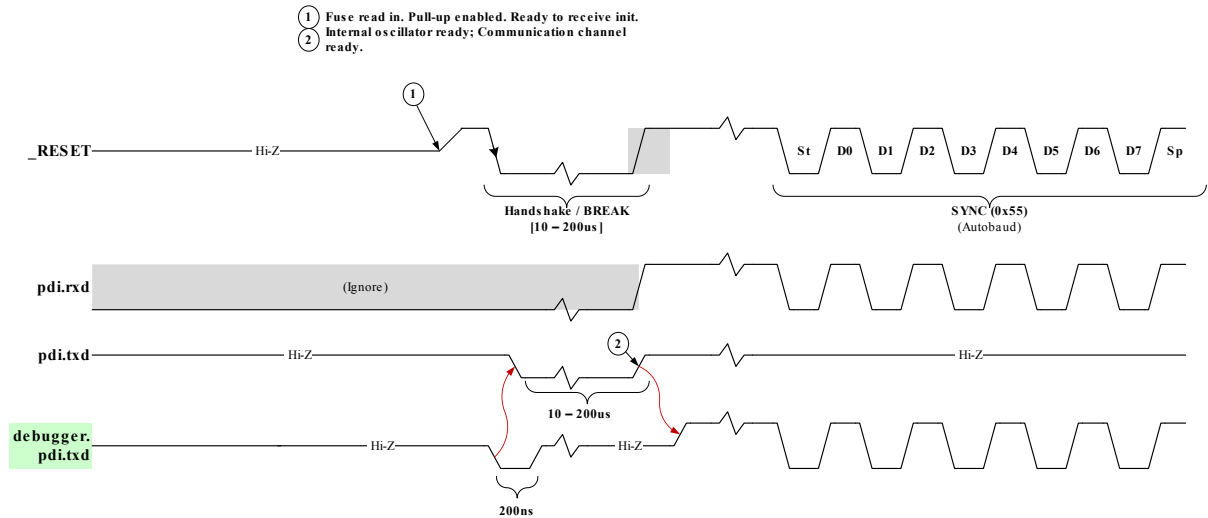 1 Fuse read in. Pull-up enabled. Ready to receive init.
2 Internal oscillator ready; Communication channel
ready.
1
_RESET
Hi-Z
St D0 D1 D2 D3 D4 D5 D6 D7 Sp
Handshake / BREAK
[10 – 200us]
SYNC (0x55)
(Autobaud)
pdi.rxd
(Ignore)
2
pdi.txd
Hi-Z
Hi-Z
10 – 200us
debugger.
pdi.txd
Hi-Z
Hi-Z
200ns